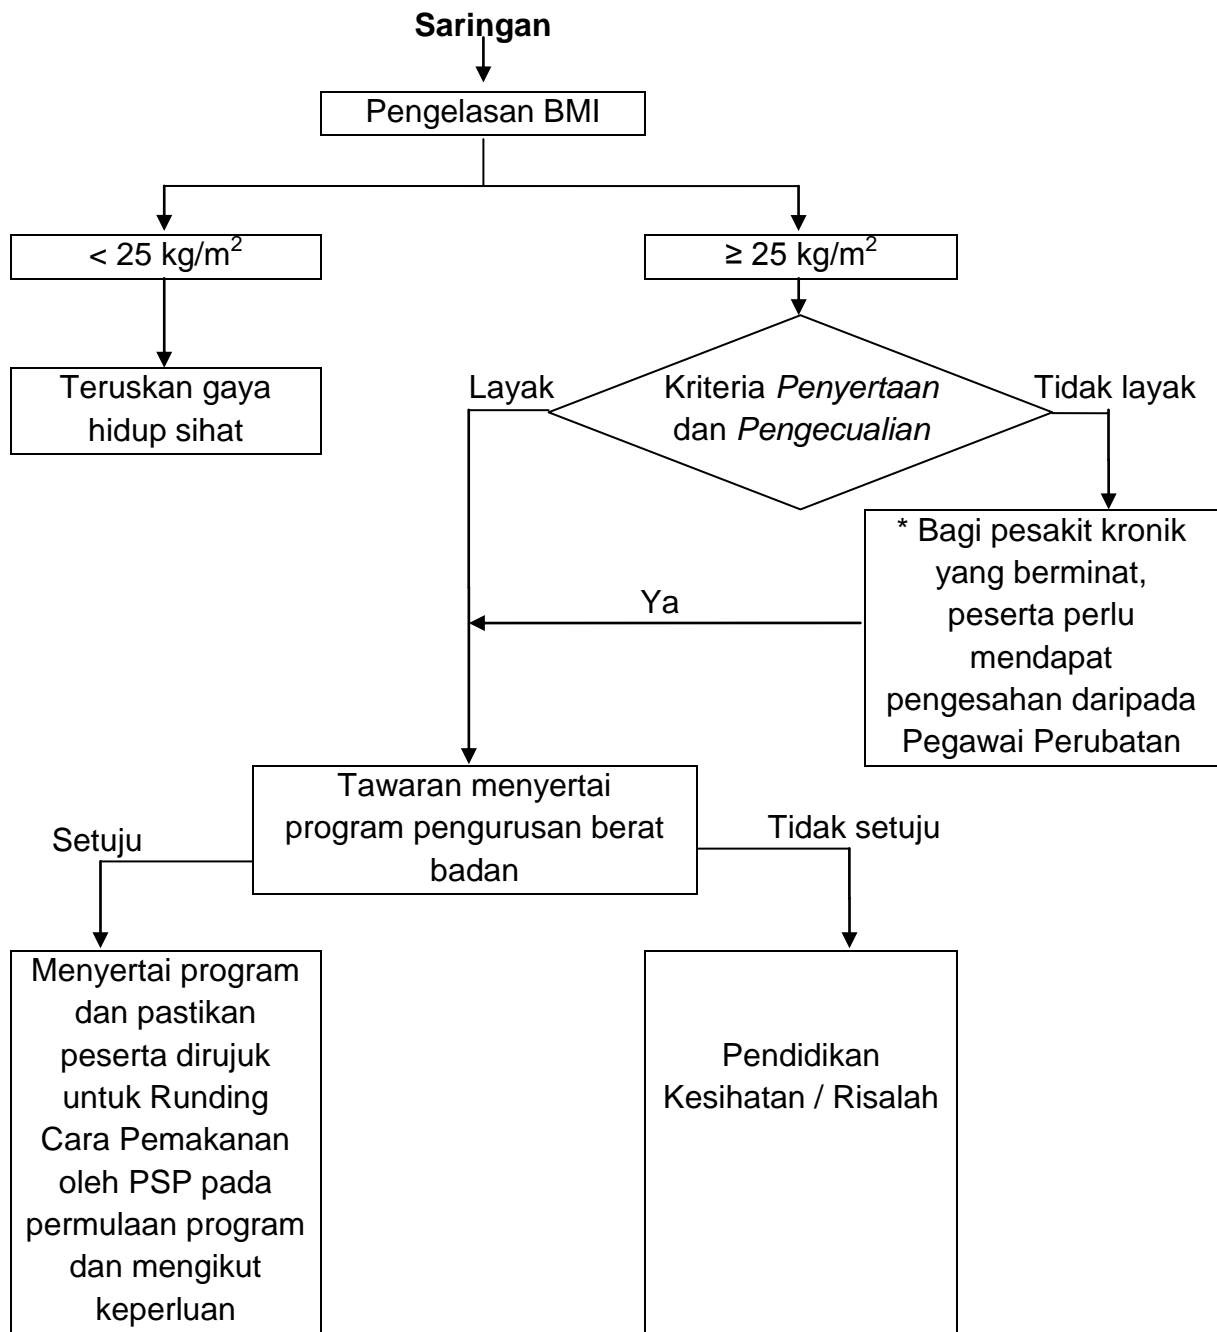 Saringan
Pengelasan BMI
< 25 kg/m²
≥ 25 kg/m²
Teruskan gaya
hidup sihat
Layak
Kriteria Penyertaan
dan Pengecualian
Tidak layak
* Bagi pesakit kronik
yang berminat,
peserta perlu
mendapat
pengesahan daripada
Pegawai Perubatan
Ya
Tawaran menyertai
program pengurusan berat
badan
Setuju
Tidak setuju
Menyertai program
dan pastikan
peserta dirujuk
untuk Runding
Cara Pemakanan
oleh PSP pada
permulaan program
dan mengikut
keperluan
Pendidikan
Kesihatan / Risalah